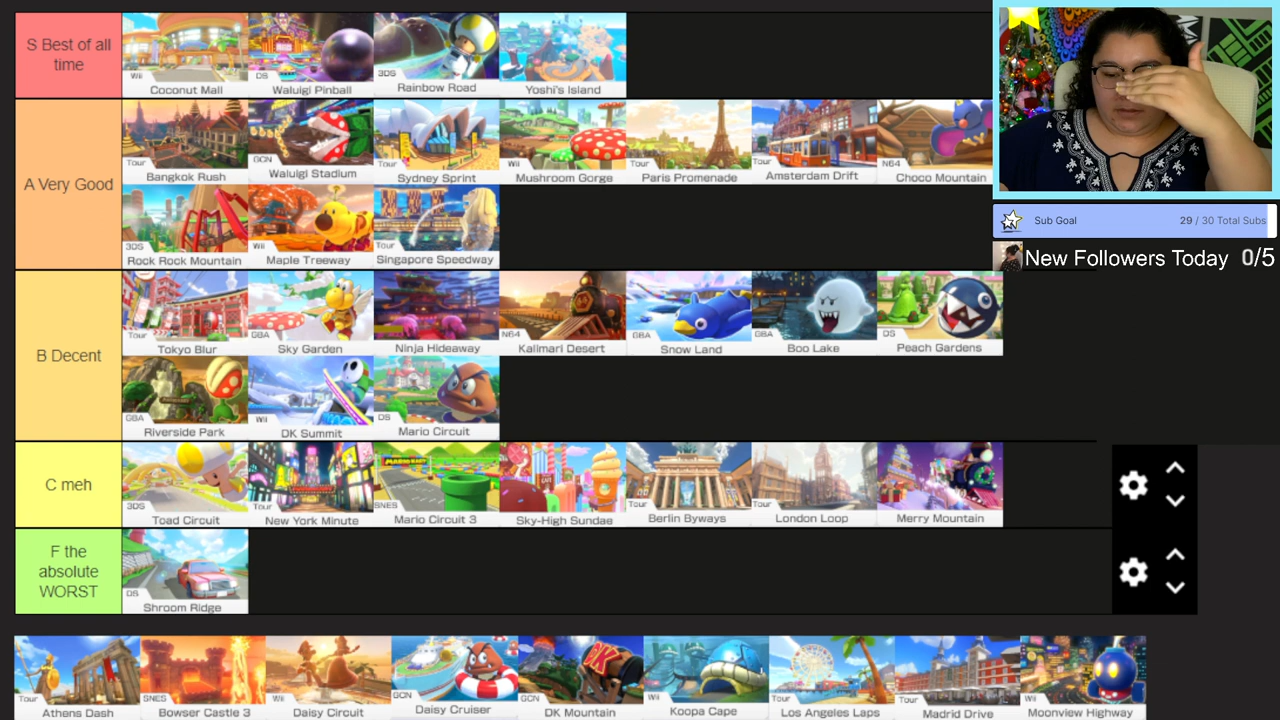 S Best of all
time
Wii
Coconut Mall
DS
Waluigi Pinball
3DS
Rainbow Road
Yoshi's Island
A Very Good
Tour
Bangkok Rush
GCN
Waluigi Stadium
Tour
Sydney Sprint
Wii
Mushroom Gorge
Tour
Paris Promenade
Tour
Amsterdam Drift
N64
Choco Mountain
3DS
Rock Rock Mountain
Wii
Maple Treeway
Tour
Singapore Speedway
Sub Goal
29 / 30 Total Subs
New Followers Today 0/5
B Decent
Tour
Tokyo Blur
GBA
Sky Garden
Ninja Hideaway
N64
Kalimari Desert
GBA
Snow Land
GBA
Boo Lake
DS
Peach Gardens
GBA
Riverside Park
Wii
DK Summit
DS
Mario Circuit
C meh
3DS
Toad Circuit
Tour
New York Minute
SNES
MARIO KART
Mario Circuit 3
Sky-High Sundae
Tour
Berlin Byways
Tour
London Loop
Merry Mountain
F the
absolute
WORST
DS
Shroom Ridge
Tour
Athens Dash
SNES
Bowser Castle 3
Wii
Daisy Circuit
GCN
Daisy Cruiser
GCN
DK
DK Mountain
Wii
Koopa Cape
Tour
Los Angeles Laps
Tour
Madrid Drive
Wii
Moonview Highway